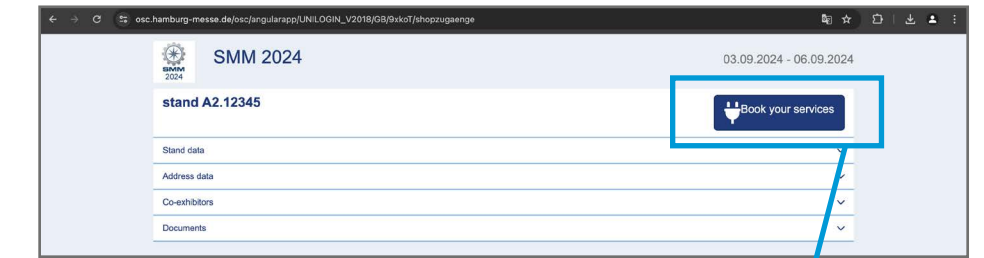 osc.hamburg-messe.de/osc/angularapp/UNILOGIN_V2018/GB/9xkoT/shopzugaenge
SMM 2024
SMM
2024
03.09.2024 - 06.09.2024
stand A2.12345
Book your services
Stand data
Address data
Co-exhibitors
Documents